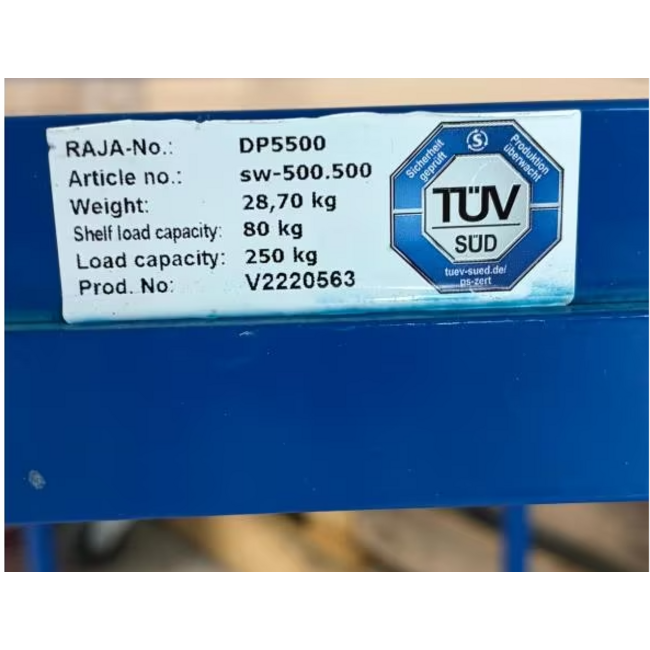 RAJA-No.: DP5500
Article no.: sw-500.500
Weight: 28,70 kg
Shelf load capacity: 80 kg
Load capacity: 250 kg
Prod. No: V2220563
Sicherheit
geprüft
S
Produktion
überwacht
TÜV
SÜD
tuev-sued.de/
ps-zert